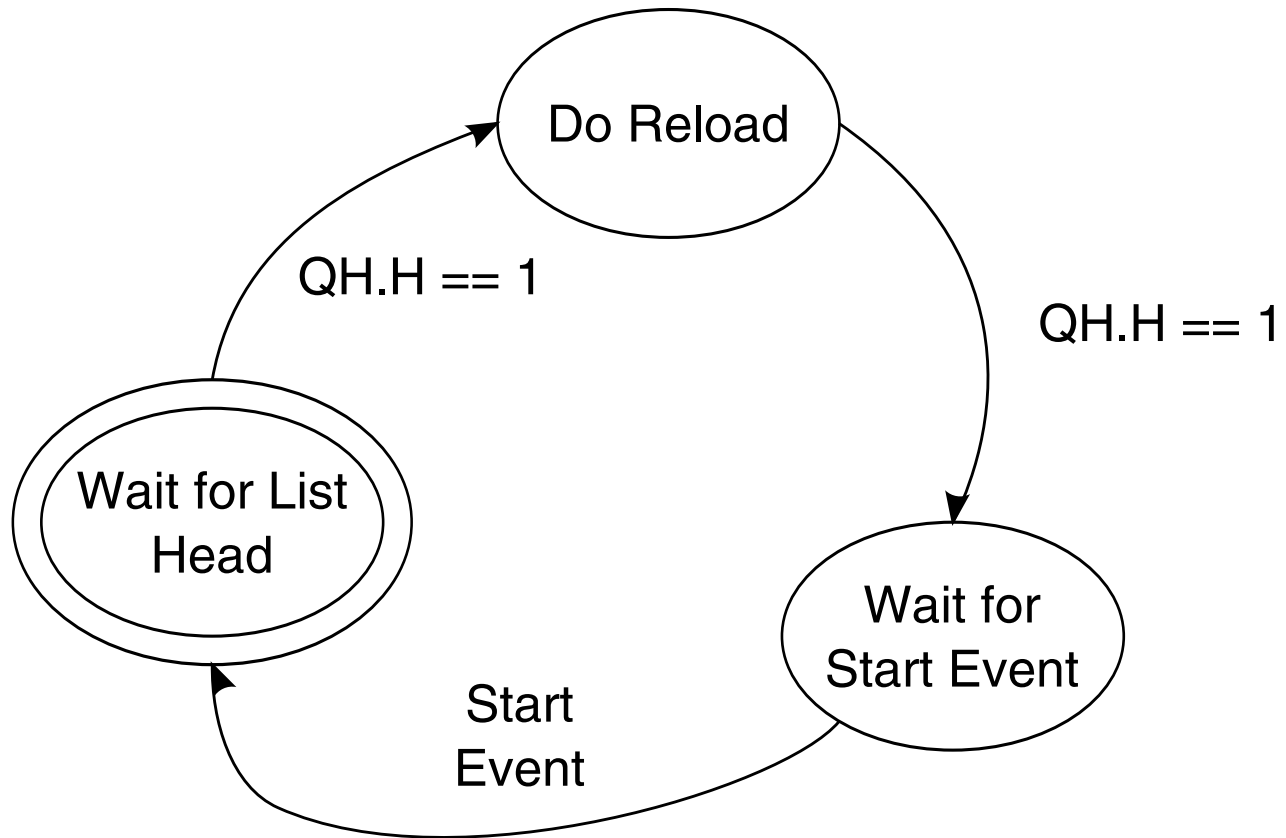 Do Reload
QH.H == 1
QH.H == 1
Wait for List
Head
Wait for
Start Event
Start
Event